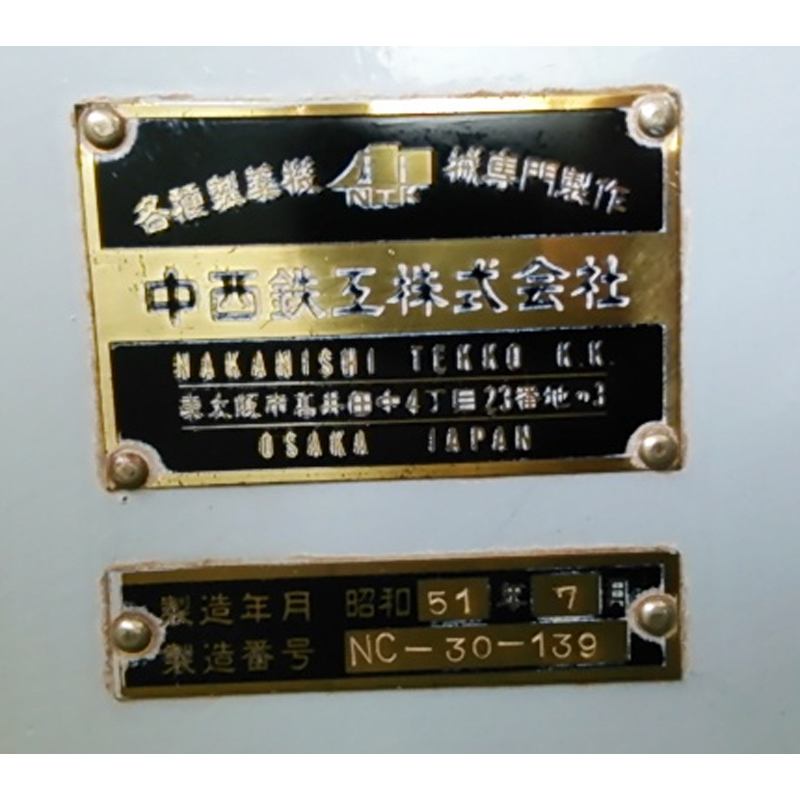 各種製菓機 NTK 械専門製作
中西鉄工株式会社
NAKANISHI TEKKO K.K.
東大阪市高井田中4丁目23番地の3
OSAKA JAPAN
製造年月 昭和 51 年 7 月
製造番号 NC-30-139